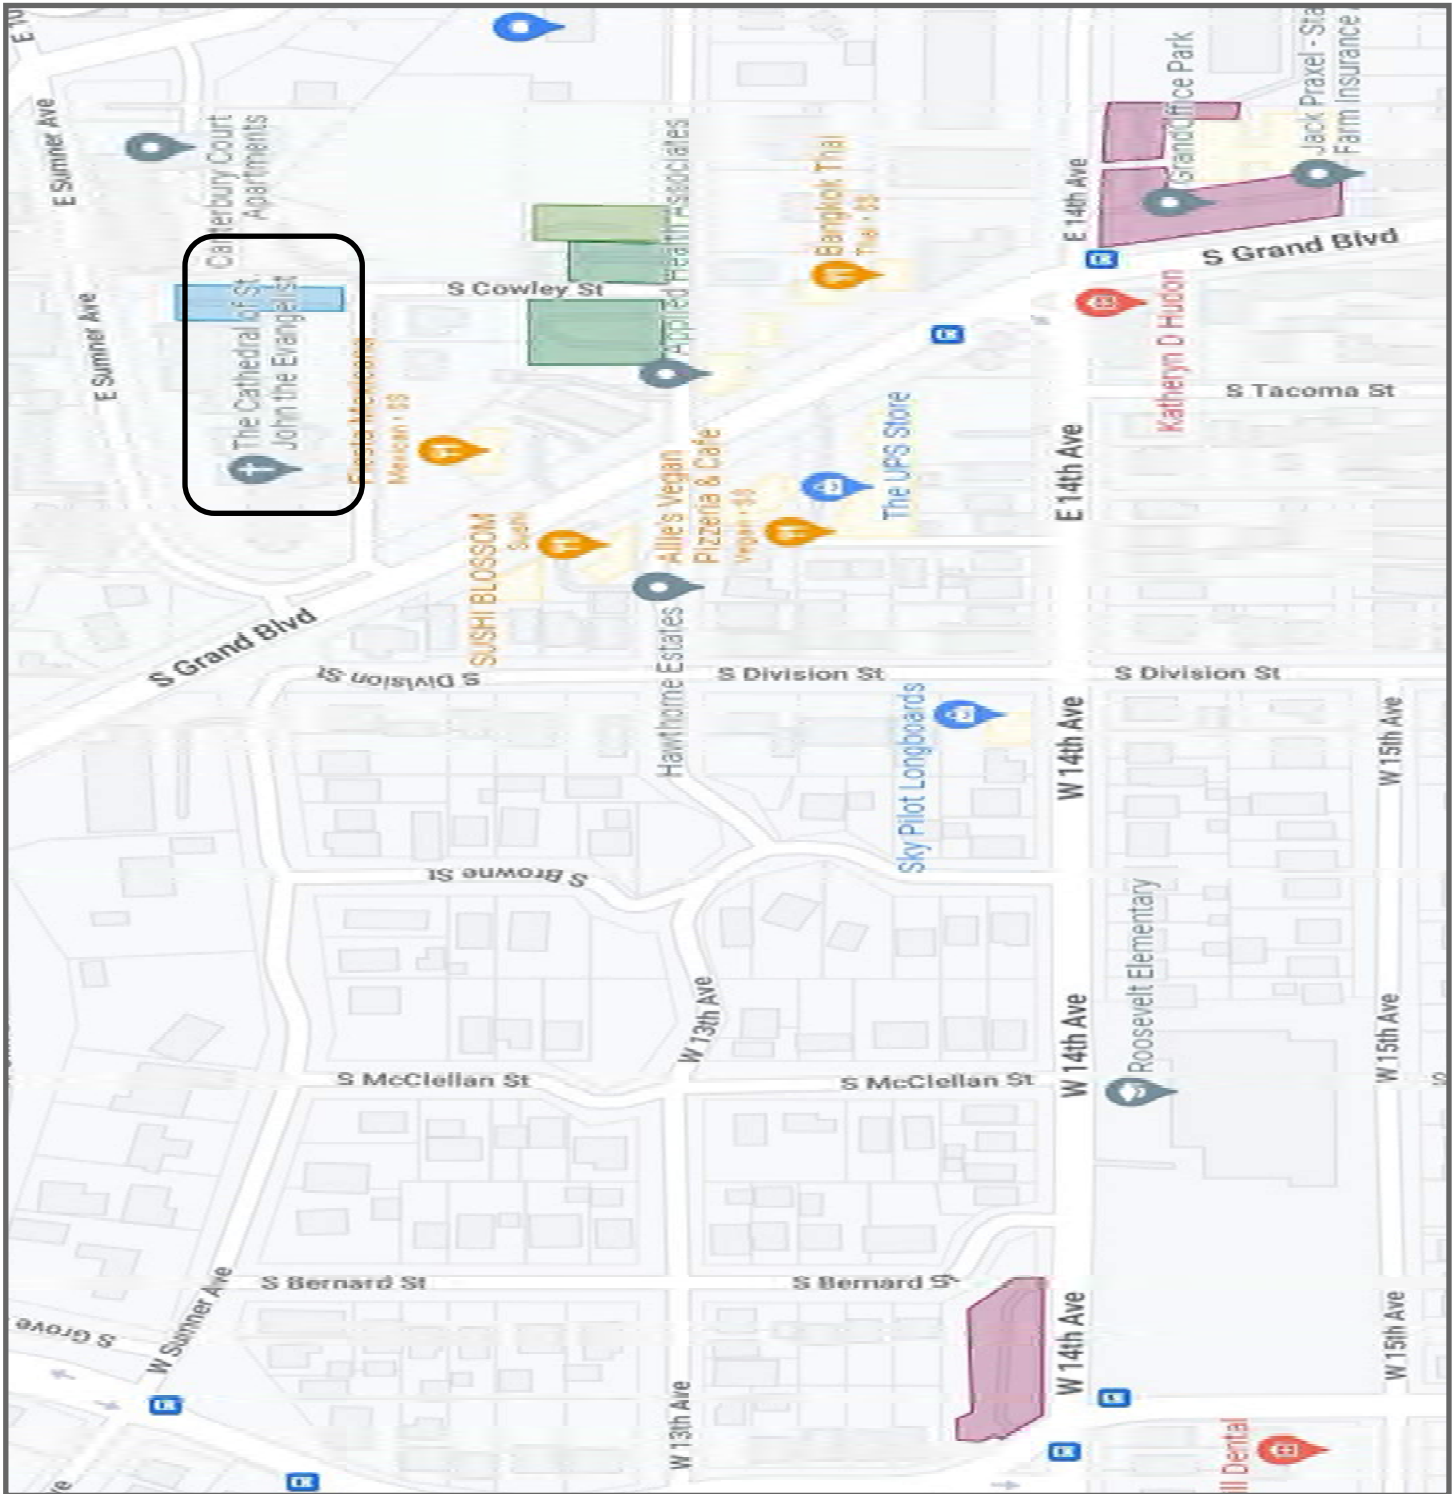 E Sumner Ave
Canterbury Court
Apartments
E Sumner Ave
The Cathedral of St.
John the Evangelist
S Cowley St
Applied Health Associates
Bangkok Thai
Thai • $$
E 14th Ave
Grand Office Park
Jack Praxel - Sta
Farm Insurance
S Grand Blvd
Katheryn D Hudon
S Tacoma St
Fiesta Mexicana
Mexican • $$
The UPS Store
E 14th Ave
Allie's Vegan
Pizzeria & Cafe
Vegan • $$
SUSHI BLOSSOM
Sushi
S Grand Blvd
Hawthorne Estates
S Division St
S Division St
S Division St
Sky Pilot Longboards
W 14th Ave
W 15th Ave
S Browne St
W 13th Ave
Roosevelt Elementary
W 14th Ave
W 15th Ave
S McClellan St
S McClellan St
S Bernard St
S Bernard St
W Sumner Ave
S Grove
W 13th Ave
W 14th Ave
W 15th Ave
ill Dental